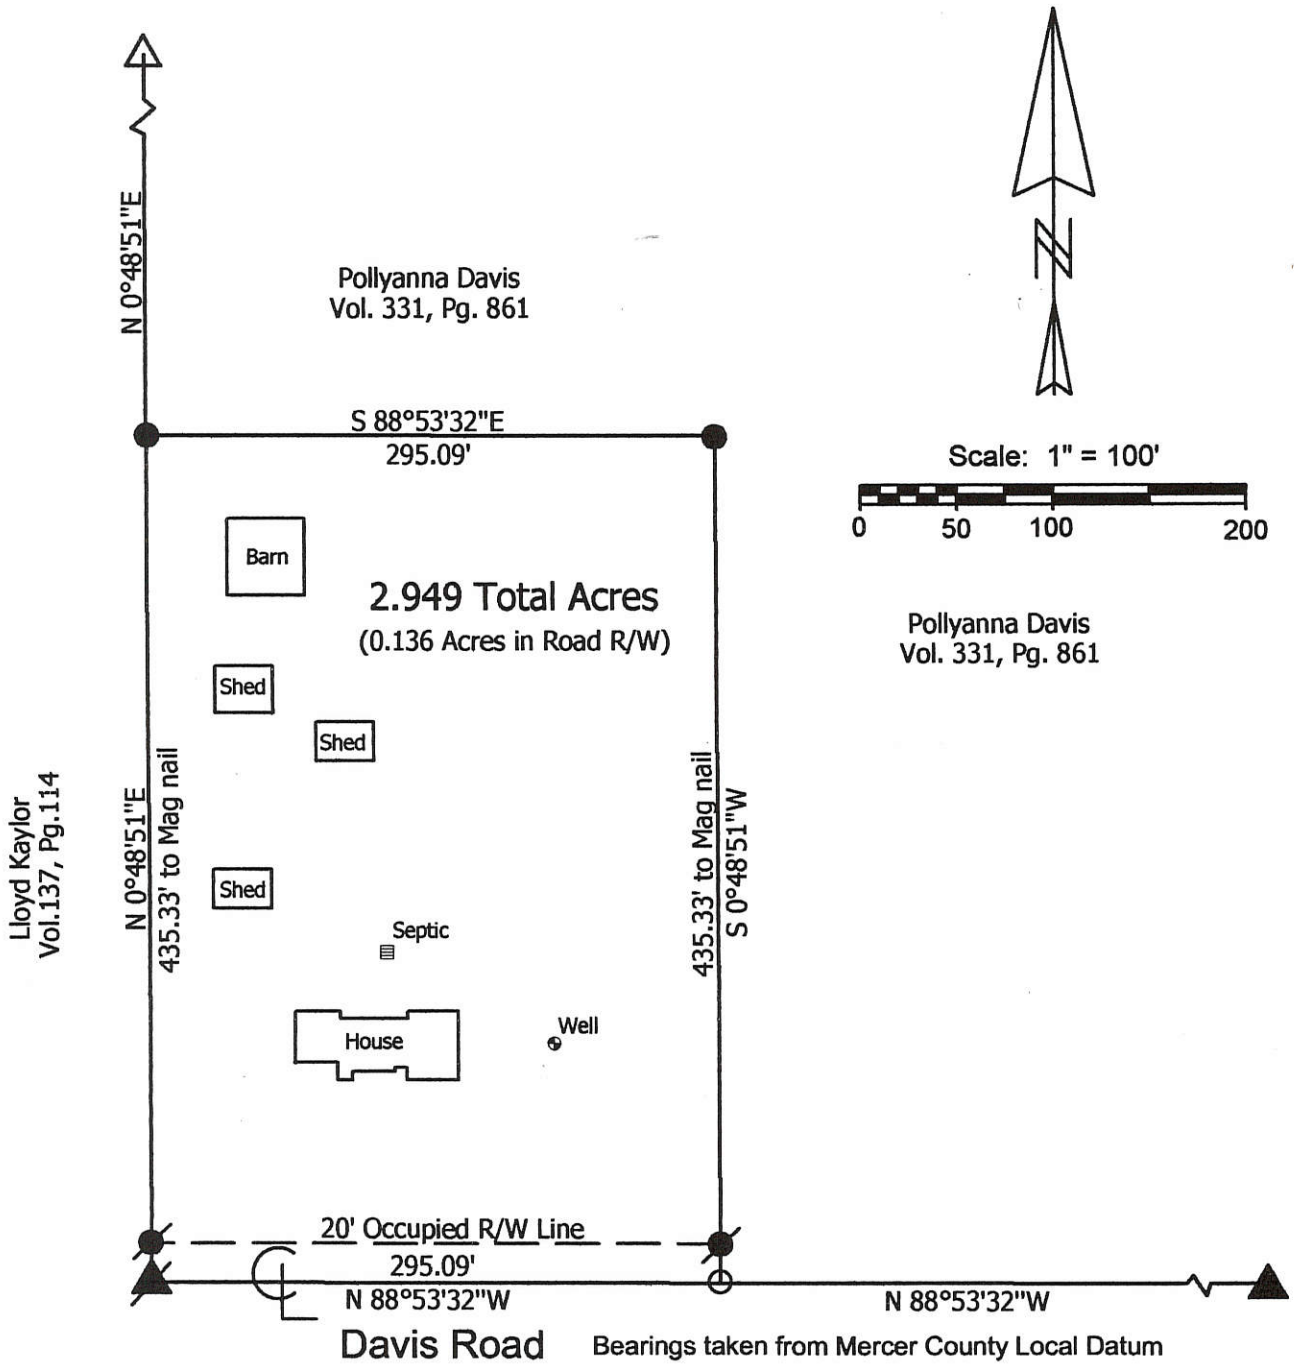 N 0°48'51"E
Pollyanna Davis
Vol. 331, Pg. 861
N
S 88°53'32"E
295.09'
Scale: 1" = 100'
0 50 100 200
Barn
2.949 Total Acres
(0.136 Acres in Road R/W)
Pollyanna Davis
Vol. 331, Pg. 861
Shed
Shed
Lloyd Kaylor
Vol.137, Pg.114
N 0°48'51"E
435.33' to Mag nail
435.33' to Mag nail
S 0°48'51"W
Shed
Septic
House
Well
20' Occupied R/W Line
295.09'
CL
N 88°53'32"W
N 88°53'32"W
Davis Road
Bearings taken from Mercer County Local Datum